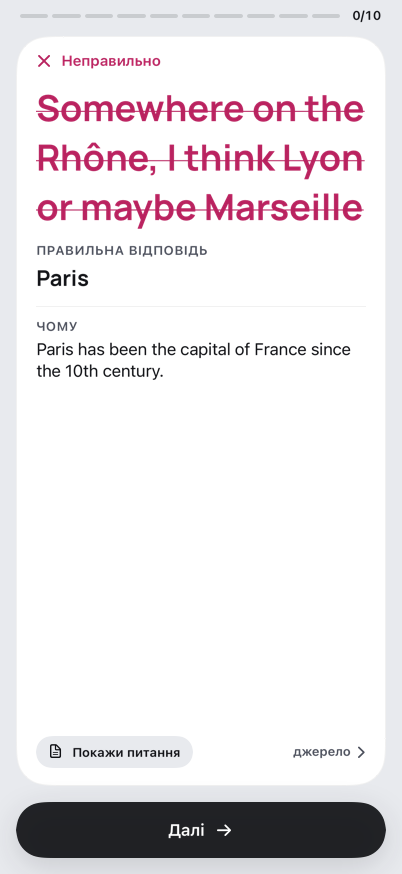 0/10
Неправильно
Somewhere on the
Rhône, I think Lyon
or maybe Marseille
ПРАВИЛЬНА ВІДПОВІДЬ
Paris
ЧОМУ
Paris has been the capital of France since
the 10th century.
Покажи питання
джерело
Далі